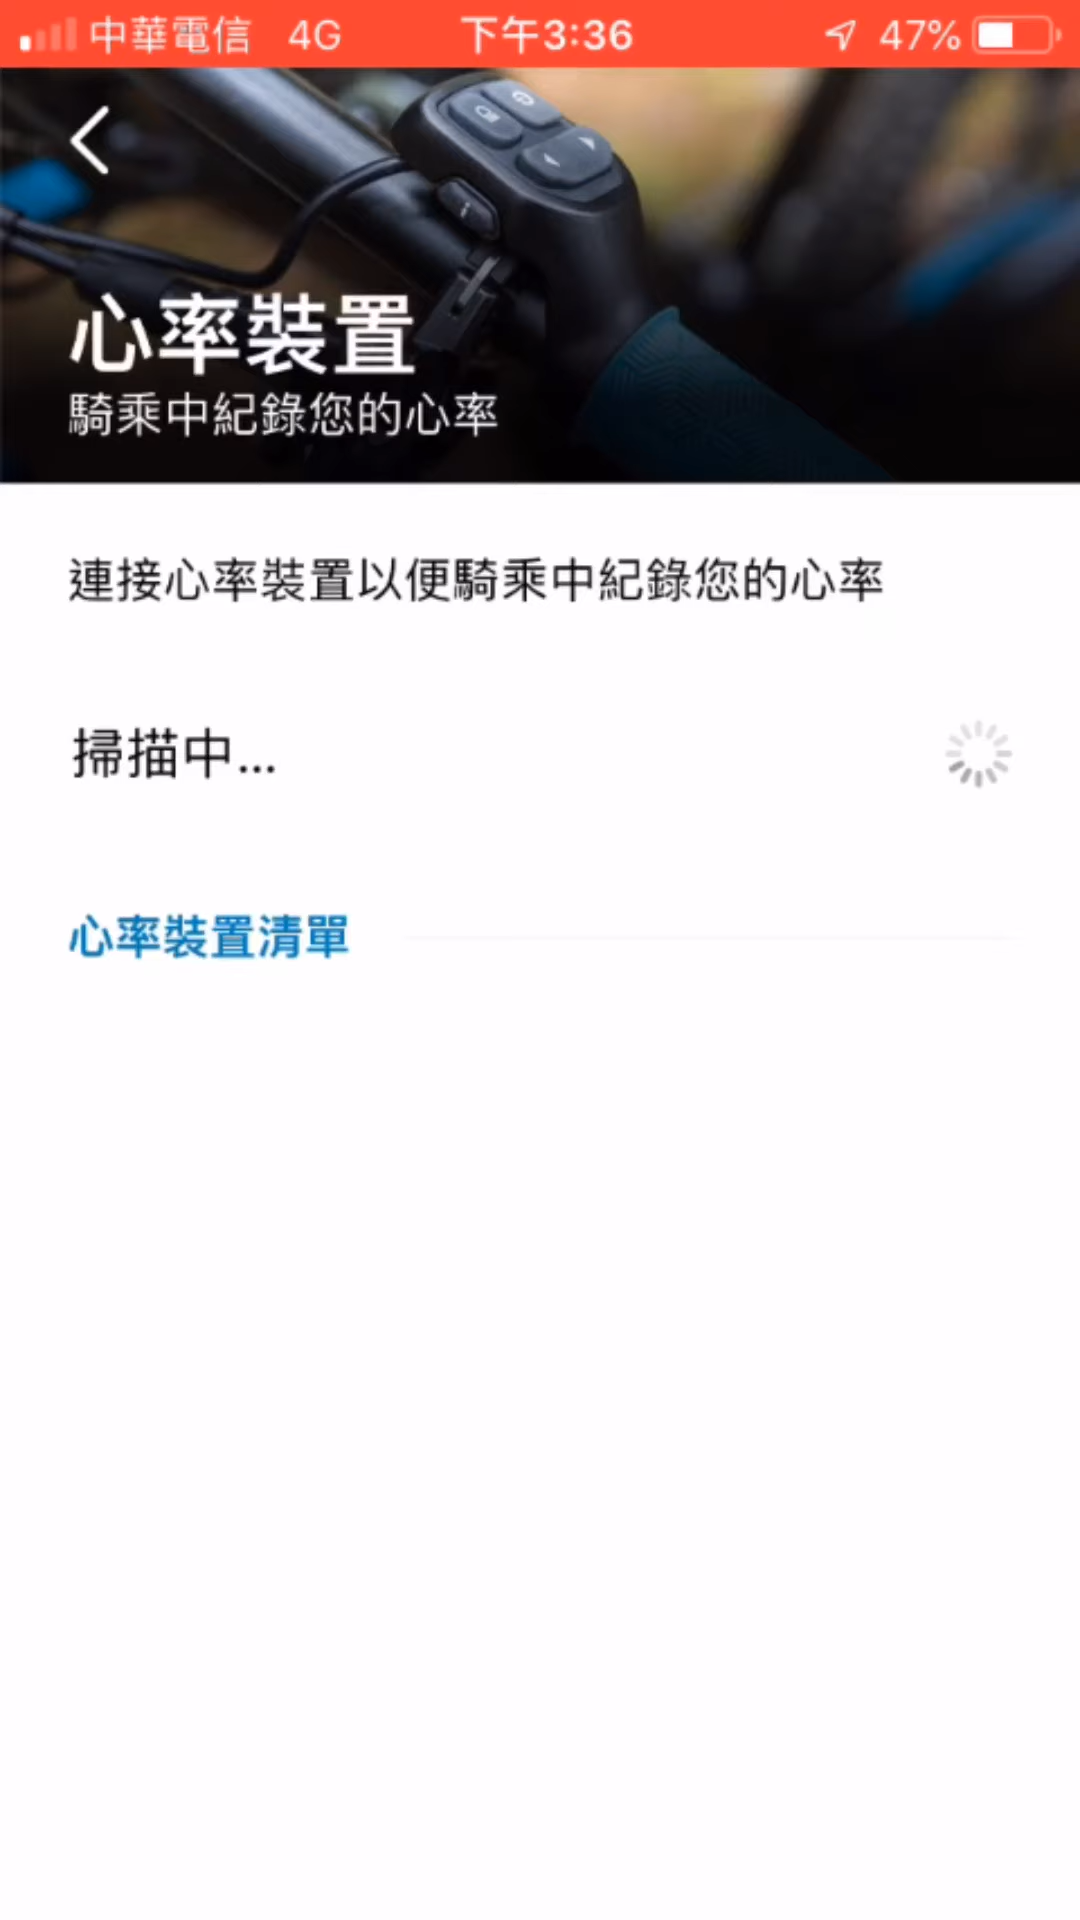 中華電信 4G 下午3:36 47%
心率裝置
騎乘中紀錄您的心率
連接心率裝置以便騎乘中紀錄您的心率
掃描中...
心率裝置清單